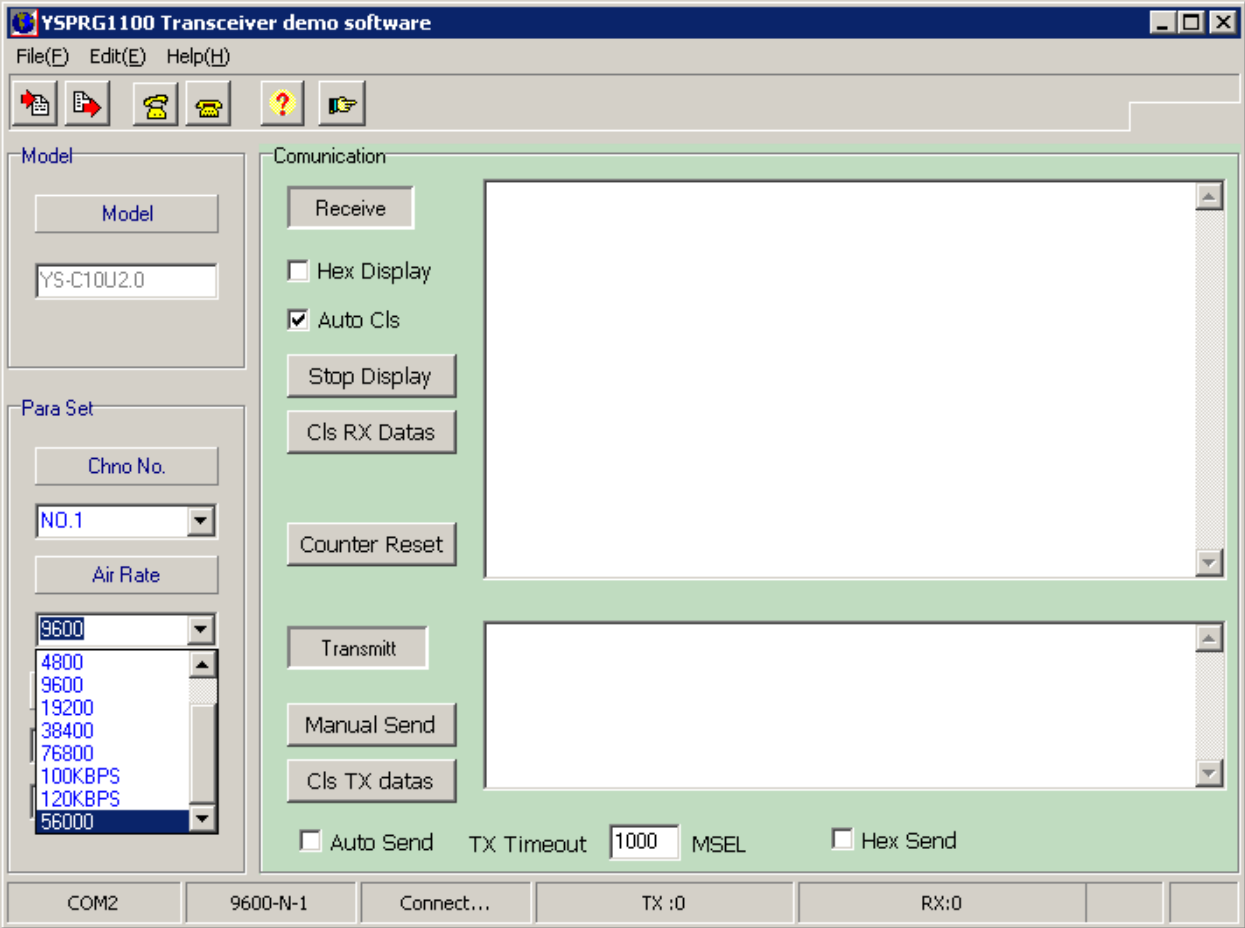 YSPRG1100 Transceiver demo software
File(F) Edit(E) Help(H)
Model
Model
YS-C10U2.0
Para Set
Chno No.
NO.1
Air Rate
9600
4800
9600
19200
38400
76800
100KBPS
120KBPS
56000
Comunication
Receive
Hex Display
Auto Cls
Stop Display
Cls RX Datas
Counter Reset
Transmitt
Manual Send
Cls TX datas
Auto Send TX Timeout 1000 MSEL Hex Send
COM2 9600-N-1 Connect... TX :0 RX:0